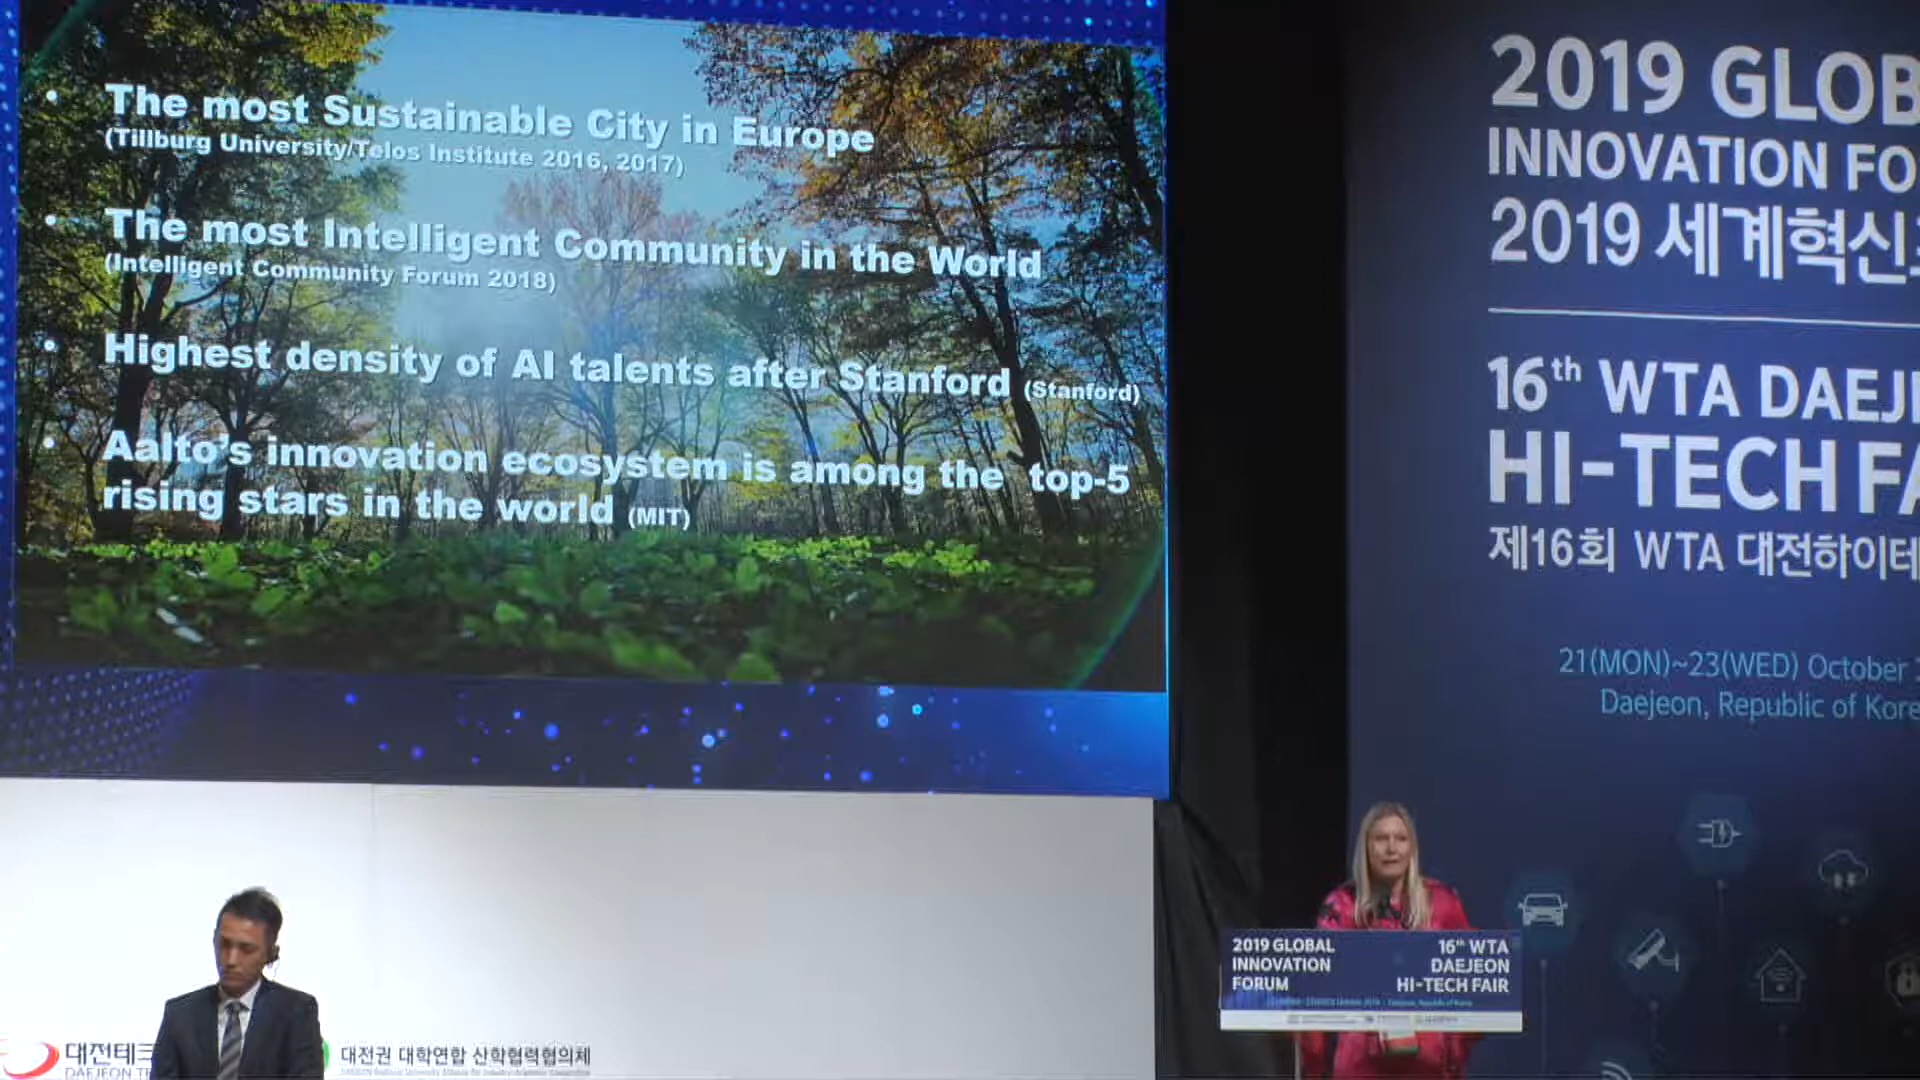 • The most Sustainable City in Europe
(Tillburg University/Telos Institute 2016, 2017)
• The most Intelligent Community in the World
(Intelligent Community Forum 2018)
• Highest density of AI talents after Stanford (Stanford)
• Aalto's innovation ecosystem is among the top-5
rising stars in the world (MIT)
2019 GLOB
INNOVATION FO
2019 세계혁신
16th WTA DAEJE
HI-TECH FA
제16회 WTA 대전하이테
21(MON)~23(WED) October
Daejeon, Republic of Kore
2019 GLOBAL
INNOVATION
FORUM
16th WTA
DAEJEON
HI-TECH FAIR
대전테크
DAEJEON TE
대전권 대학연합 산학협력협의체